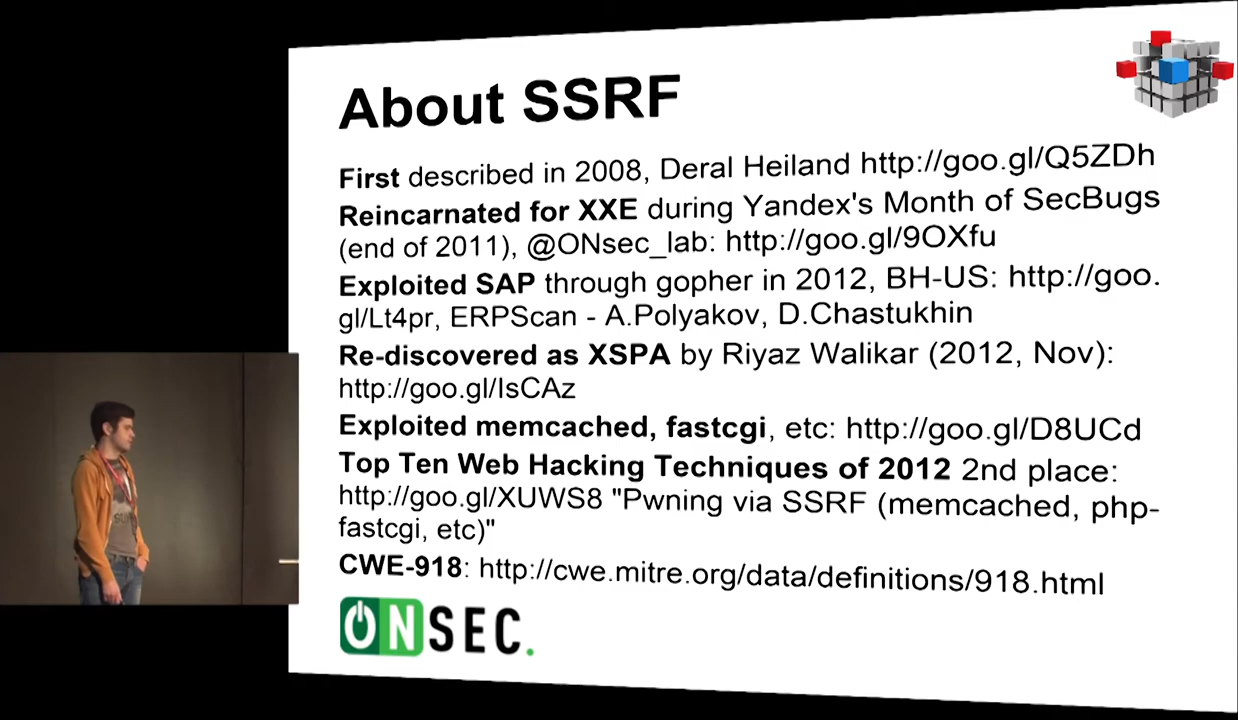 About SSRF
First described in 2008, Deral Heiland http://goo.gl/Q5ZDh
Reincarnated for XXE during Yandex's Month of SecBugs
(end of 2011), @ONsec_lab: http://goo.gl/9OXfu
Exploited SAP through gopher in 2012, BH-US: http://goo.
gl/Lt4pr, ERPScan - A.Polyakov, D.Chastukhin
Re-discovered as XSPA by Riyaz Walikar (2012, Nov):
http://goo.gl/IsCAz
Exploited memcached, fastcgi, etc: http://goo.gl/D8UCd
Top Ten Web Hacking Techniques of 2012 2nd place:
http://goo.gl/XUWS8 "Pwning via SSRF (memcached, php-
fastcgi, etc)"
CWE-918: http://cwe.mitre.org/data/definitions/918.html
ONSEC.